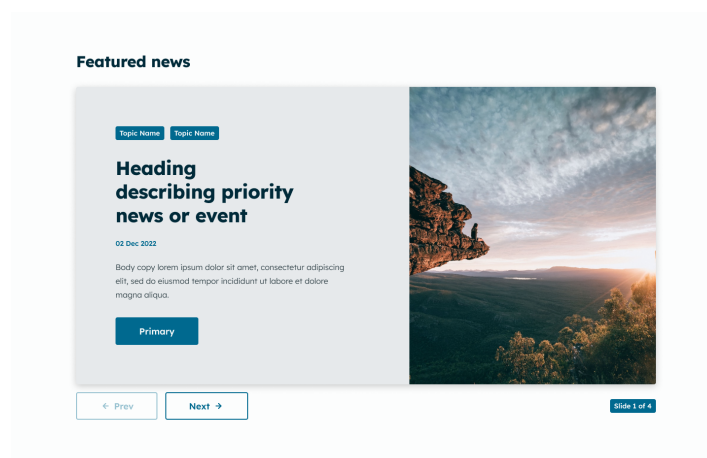 Featured news
Topic Name Topic Name
Heading
describing priority
news or event
02 Dec 2022
Body copy lorem ipsum dolor sit amet, consectetur adipiscing
elit, sed do eiusmod tempor incididunt ut labore et dolore
magna aliqua.
Primary
← Prev Next → Slide 1 of 4